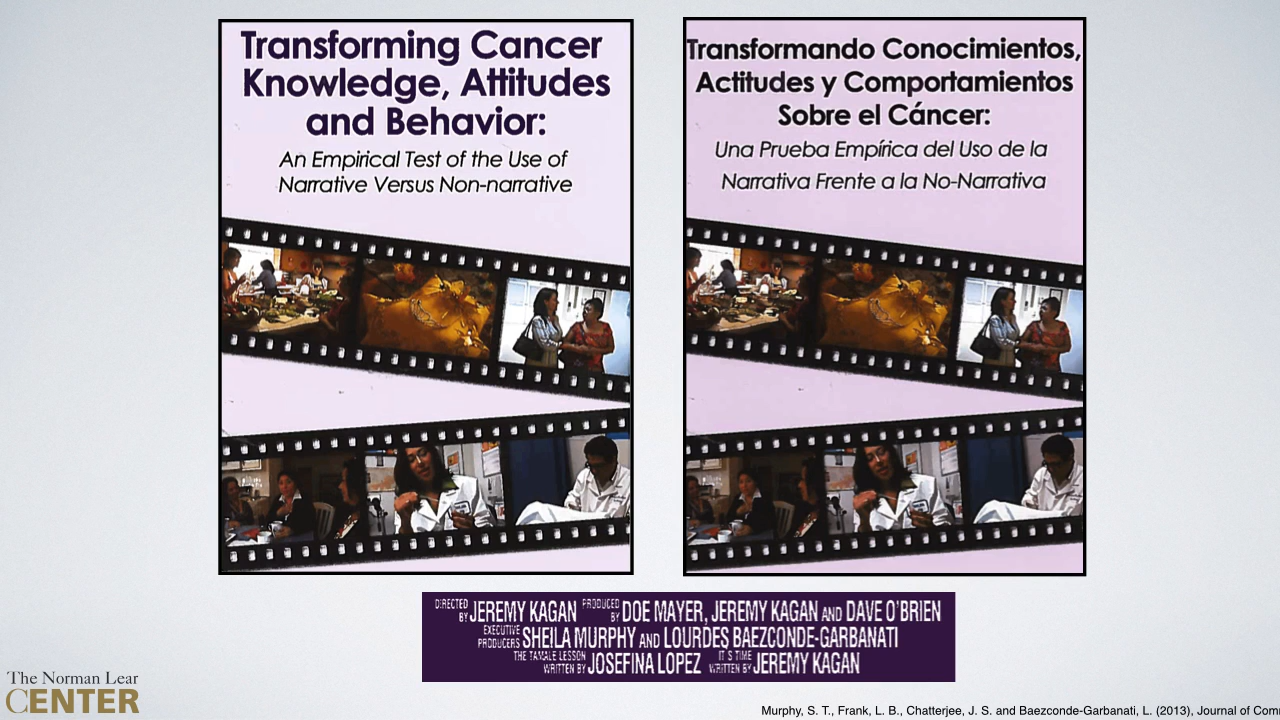 Transforming Cancer
Knowledge, Attitudes
and Behavior:
An Empirical Test of the Use of
Narrative Versus Non-narrative
Transformando Conocimientos,
Actitudes y Comportamientos
Sobre el Cáncer:
Una Prueba Empírica del Uso de la
Narrativa Frente a la No-Narrativa
DIRECTED BY JEREMY KAGAN PRODUCED BY DOE MAYER, JEREMY KAGAN AND DAVE O'BRIEN
EXECUTIVE PRODUCERS SHEILA MURPHY AND LOURDES BAEZCONDE-GARBANATI
THE TAMALE LESSON WRITTEN BY JOSEFINA LOPEZ IT'S TIME WRITTEN BY JEREMY KAGAN
The Norman Lear
CENTER
Murphy, S. T., Frank, L. B., Chatterjee, J. S. and Baezconde-Garbanati, L. (2013), Journal of